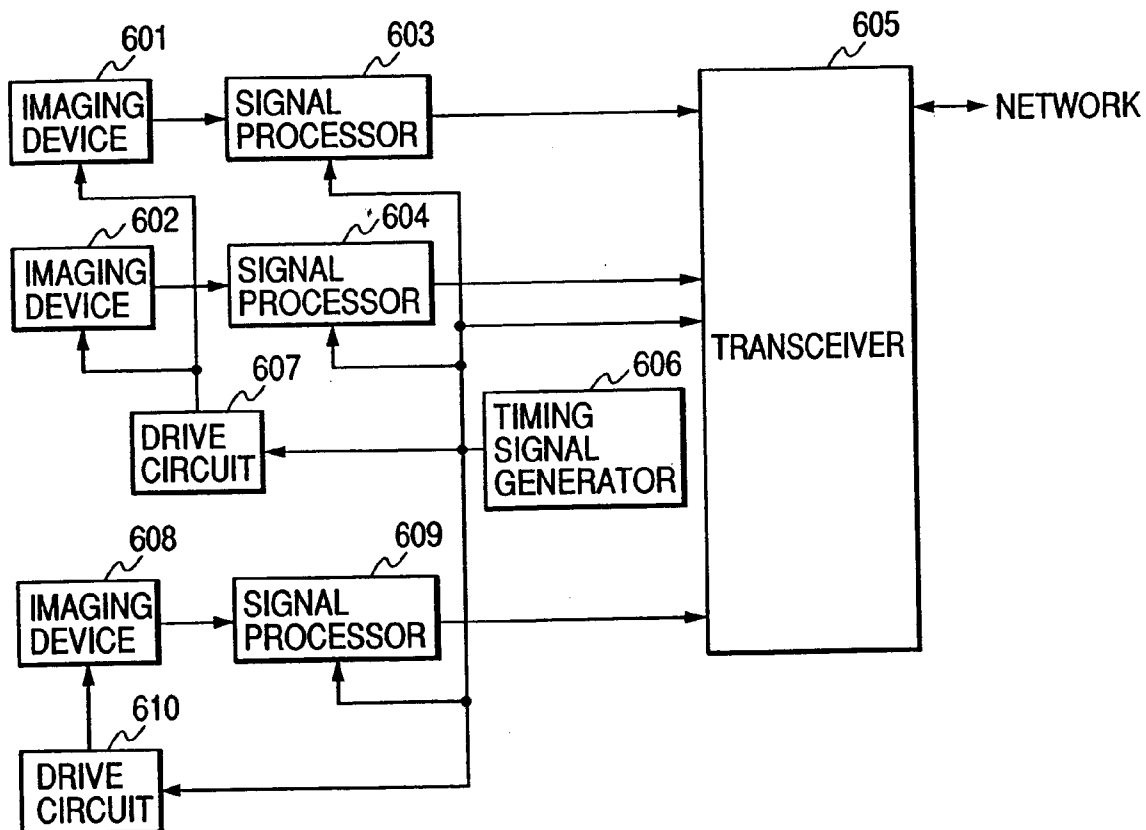 601
603
605
IMAGING
DEVICE
SIGNAL
PROCESSOR
NETWORK
602
604
IMAGING
DEVICE
SIGNAL
PROCESSOR
TRANSCEIVER
607
606
DRIVE
CIRCUIT
TIMING
SIGNAL
GENERATOR
608
609
IMAGING
DEVICE
SIGNAL
PROCESSOR
610
DRIVE
CIRCUIT